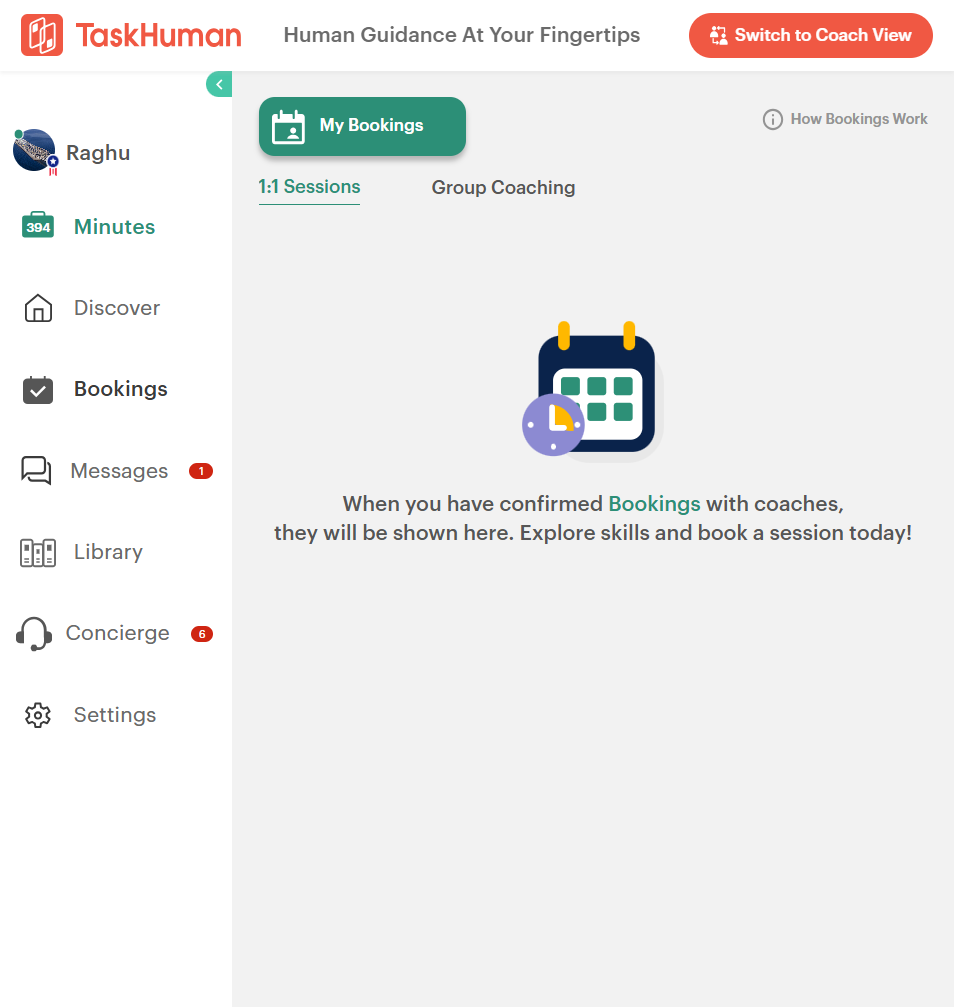 TaskHuman
Human Guidance At Your Fingertips
Switch to Coach View
Raghu
394
Minutes
Discover
Bookings
Messages
1
Library
Concierge
6
Settings
My Bookings
How Bookings Work
1:1 Sessions
Group Coaching
When you have confirmed Bookings with coaches,
they will be shown here. Explore skills and book a session today!